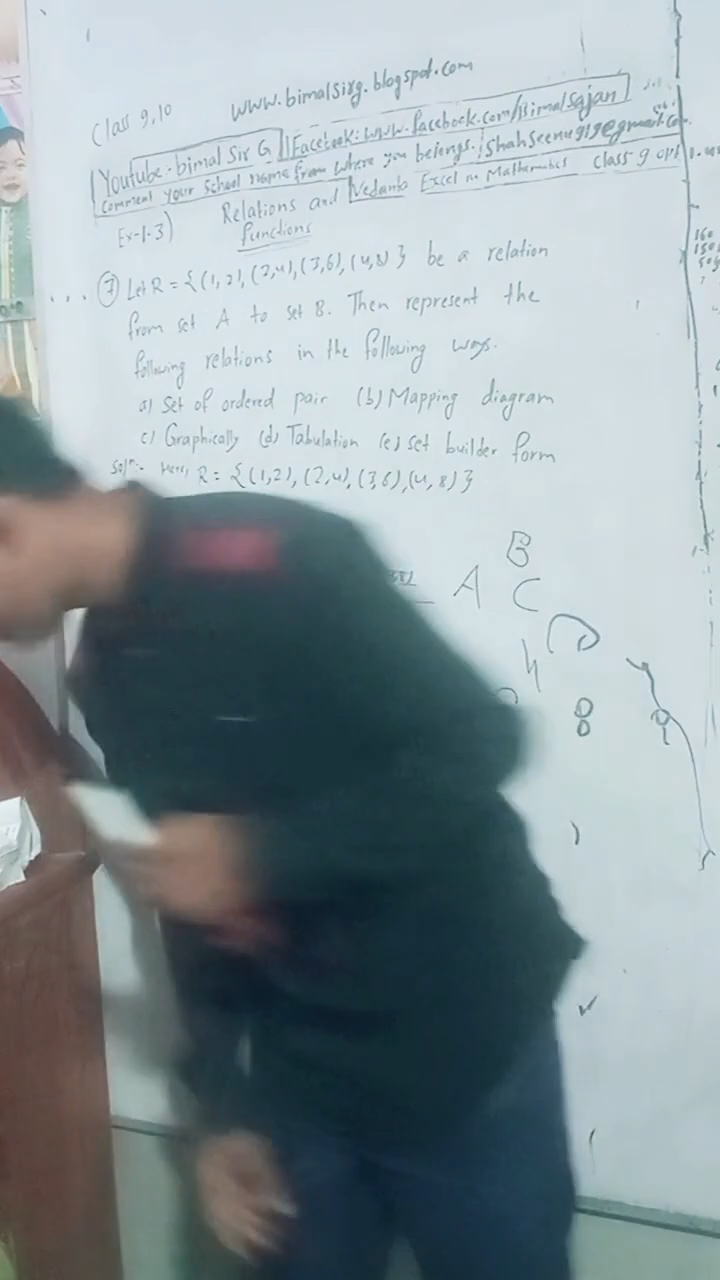 www.bimalsirg.blogspot.com
Class 9,10
Youtube: bimal Sir G Facebook: www.facebook.com/Bimalsajan
Comment your School name from where you belongs.
Vedanta Excel in Mathematics Class 9 opt
Ex-1.3) Relations and
functions
7 Let R = {(1,2), (2,4), (3,6), (4,8)} be a relation
from set A to set B. Then represent the
following relations in the following ways.
a) Set of ordered pair (b) Mapping diagram
c) Graphically (d) Tabulation (e) set builder form
Solⁿ:- Here, R = {(1,2), (2,4), (3,6), (4,8)}
B
A C
4
8